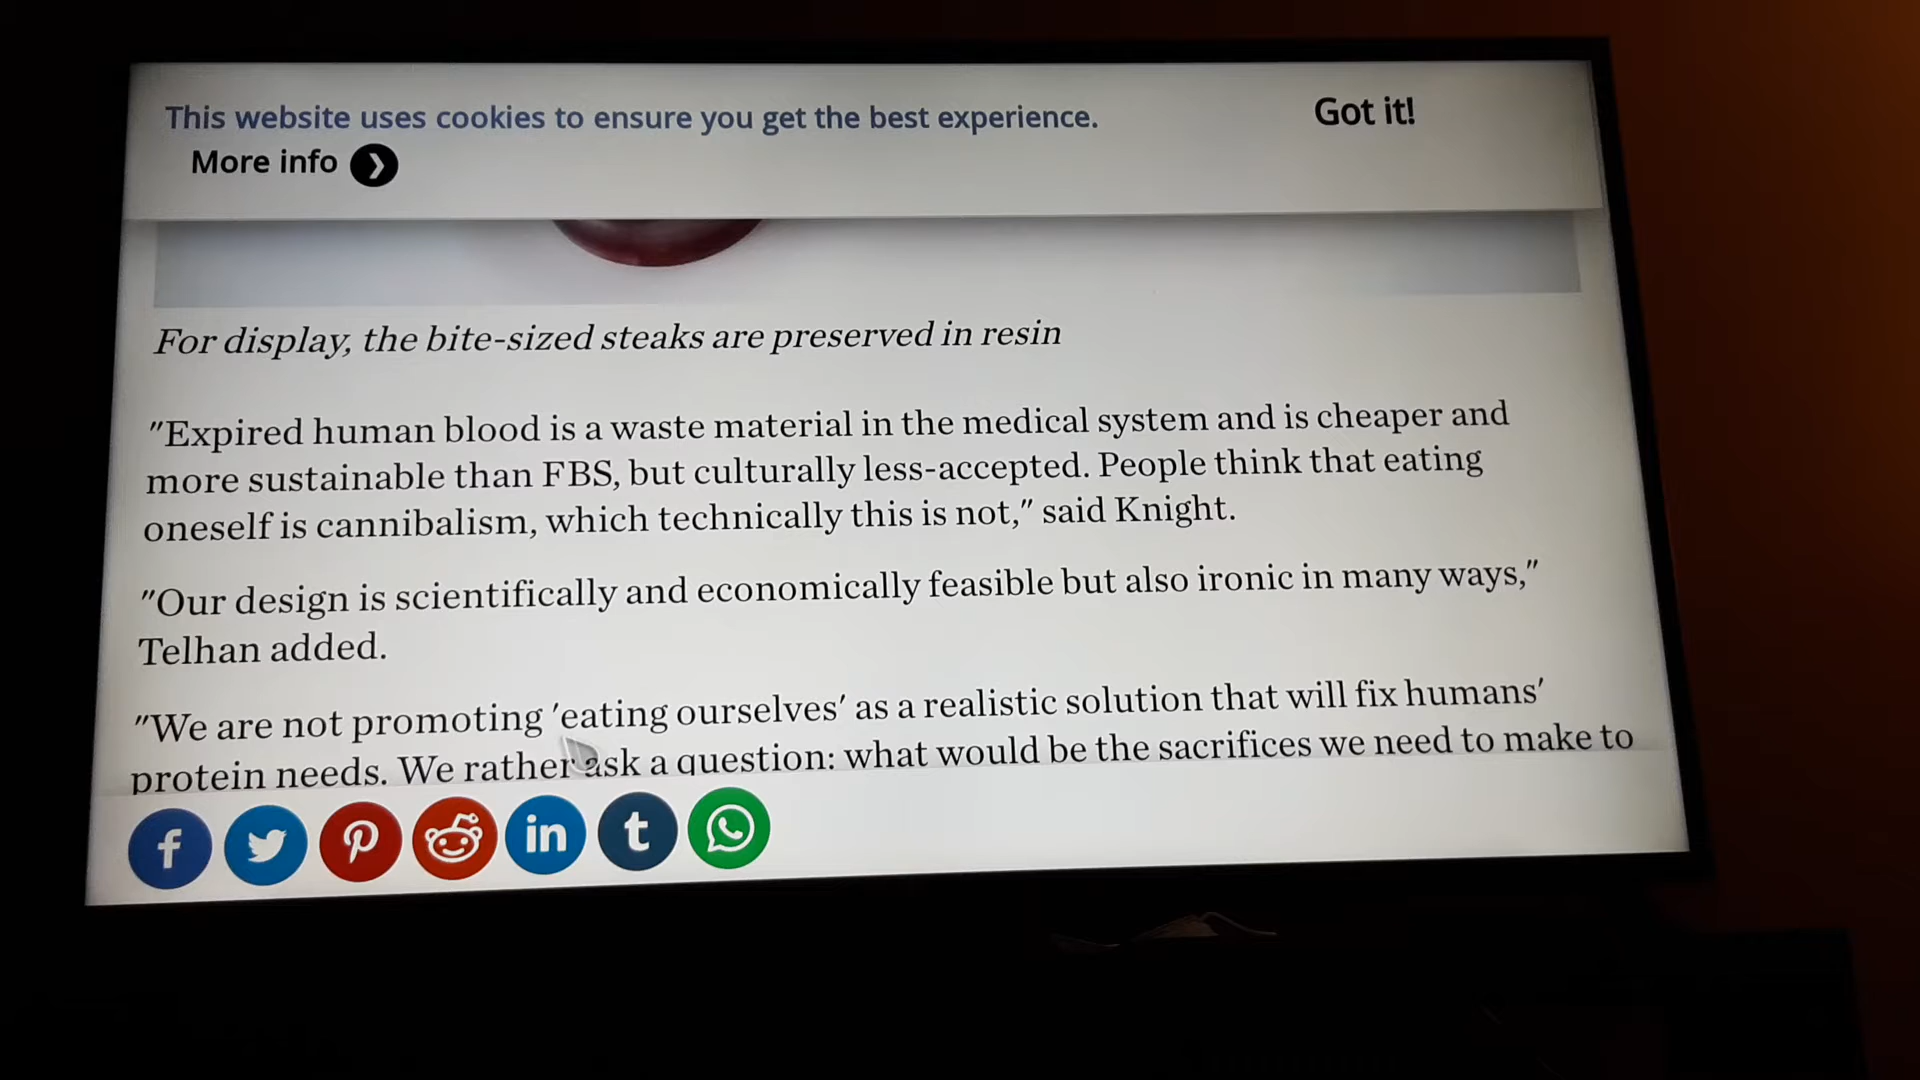 This website uses cookies to ensure you get the best experience.
Got it!
More info
For display, the bite-sized steaks are preserved in resin
"Expired human blood is a waste material in the medical system and is cheaper and
more sustainable than FBS, but culturally less-accepted. People think that eating
oneself is cannibalism, which technically this is not," said Knight.
"Our design is scientifically and economically feasible but also ironic in many ways,"
Telhan added.
"We are not promoting 'eating ourselves' as a realistic solution that will fix humans'
protein needs. We rather ask a question: what would be the sacrifices we need to make to
f
in
t